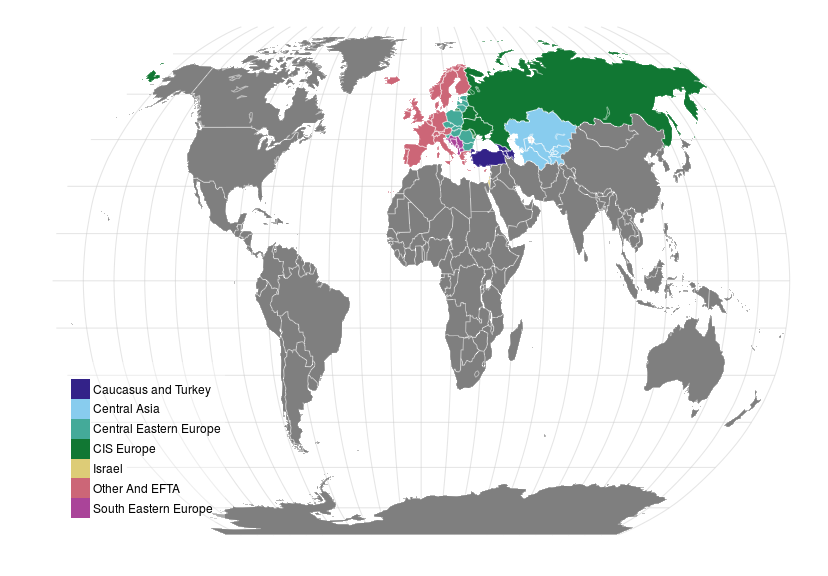 Caucasus and Turkey
Central Asia
Central Eastern Europe
CIS Europe
Israel
Other And EFTA
South Eastern Europe